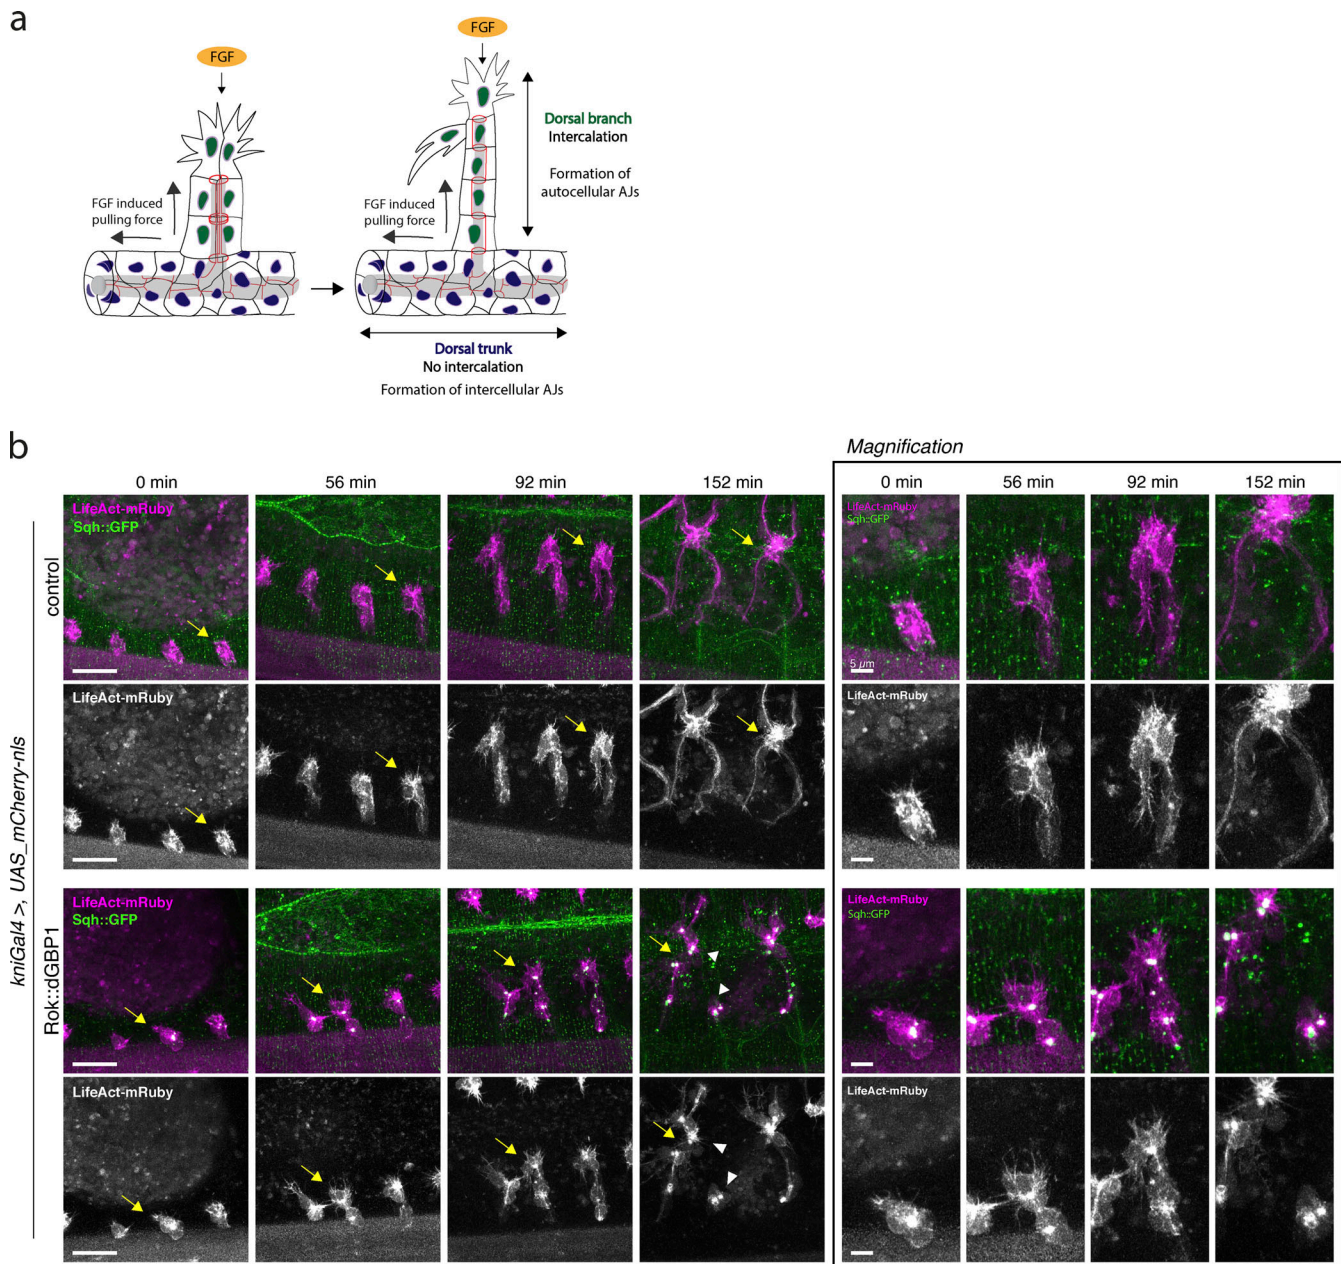 a
FGF
FGF
FGF induced
pulling force
FGF induced
pulling force
Dorsal branch
Intercalation
Formation of
autocellular AJs
Dorsal trunk
No intercalation
Formation of intercellular AJs
b
Magnification
0 min
56 min
92 min
152 min
0 min
56 min
92 min
152 min
kniGal4 >, UAS_mCherry-nls
control
LifeAct-mRuby
Sqh::GFP
LifeAct-mRuby
Sqh::GFP
5 µm
LifeAct-mRuby
LifeAct-mRuby
Rok::dGBP1
LifeAct-mRuby
Sqh::GFP
LifeAct-mRuby
Sqh::GFP
LifeAct-mRuby
LifeAct-mRuby